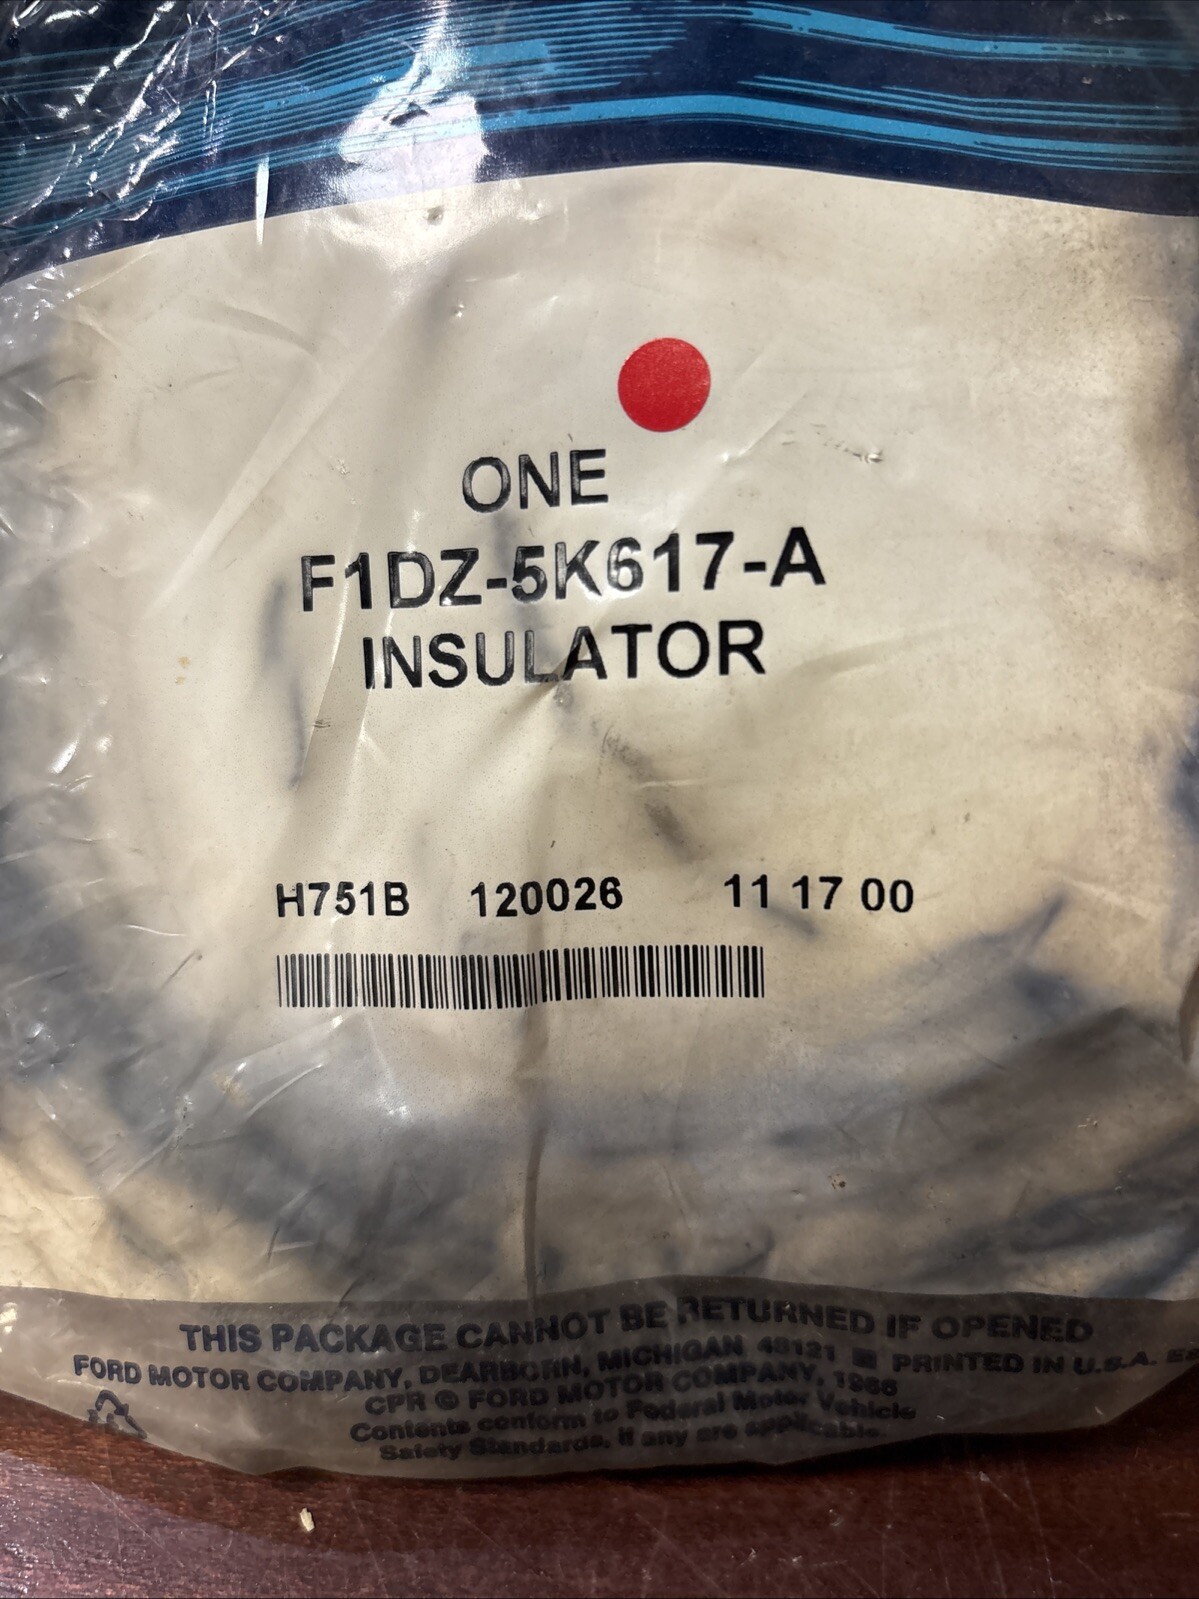 ONE
F1DZ-5K617-A
INSULATOR
H751B 120026 11 17 00
THIS PACKAGE CANNOT BE RETURNED IF OPENED
FORD MOTOR COMPANY, DEARBORN, MICHIGAN 48121 ■ PRINTED IN U.S.A.
CPR © FORD MOTOR COMPANY,
Contents conform to Federal Motor Vehicle
Safety Standards, if any are applicable.